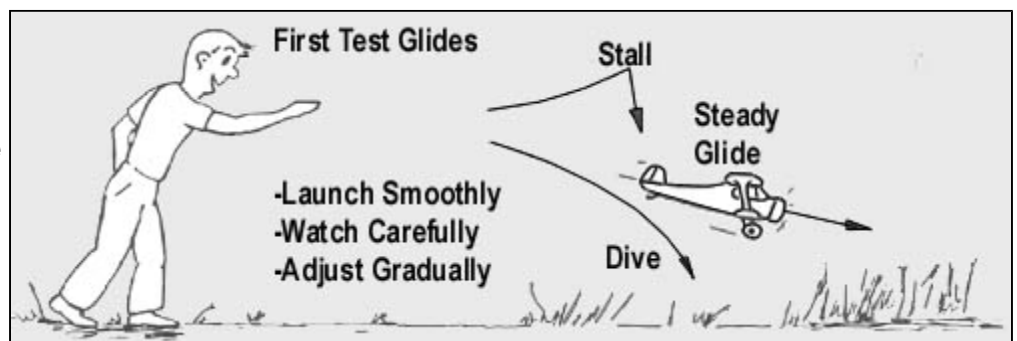 First Test Glides
-Launch Smoothly
-Watch Carefully
-Adjust Gradually
Stall
Steady
Glide
Dive